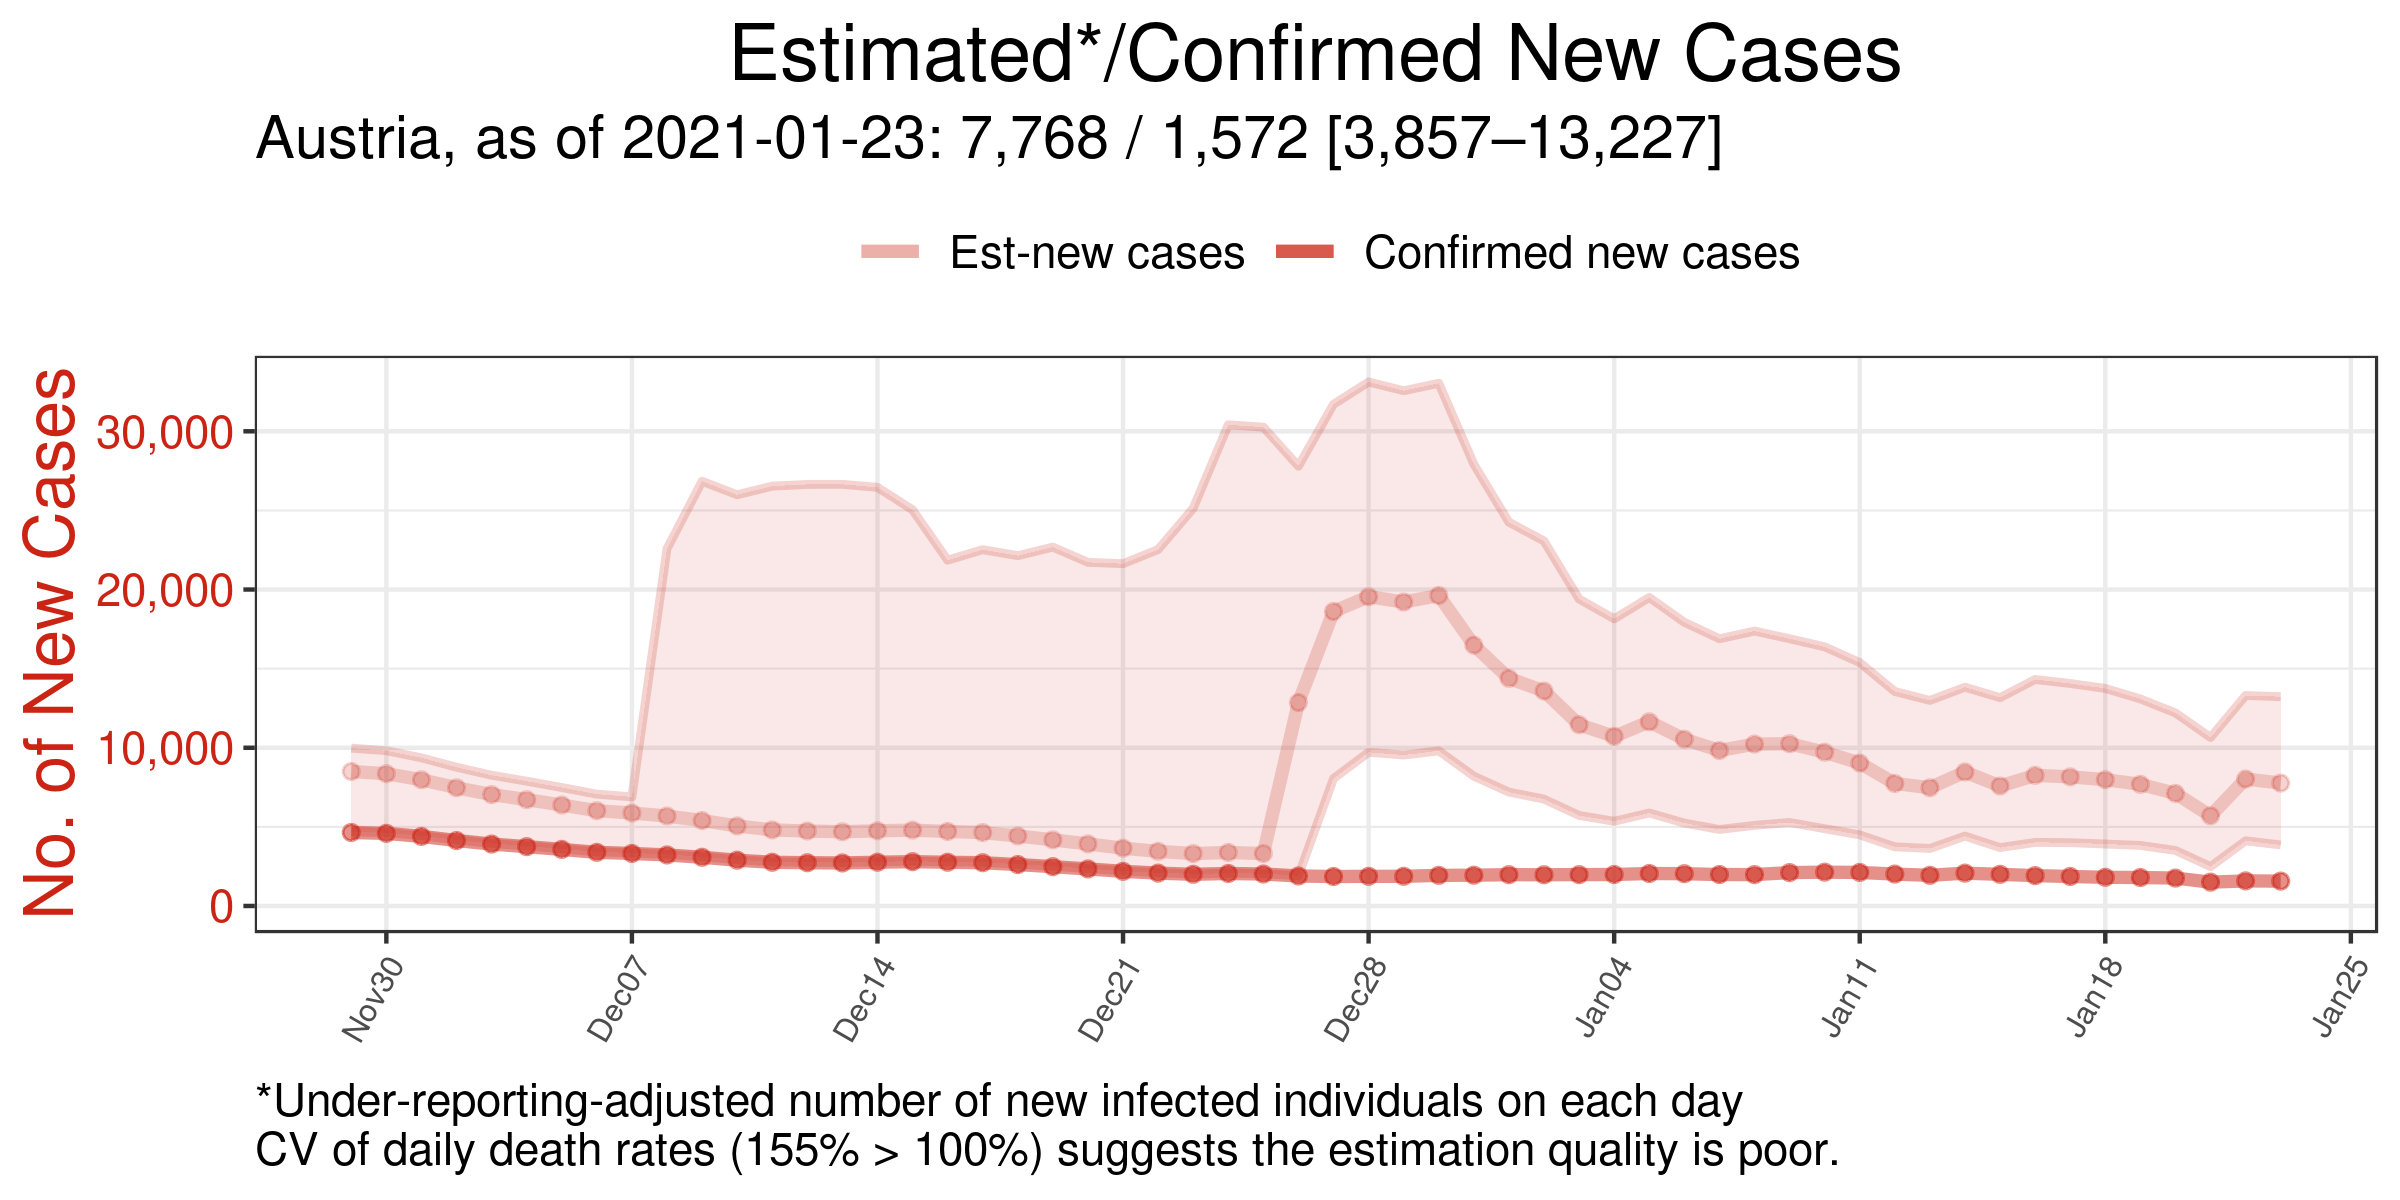 Estimated*/Confirmed New Cases
Austria, as of 2021-01-23: 7,768 / 1,572 [3,857–13,227]
Est-new cases
Confirmed new cases
No. of New Cases
30,000
20,000
10,000
0
Nov30
Dec07
Dec14
Dec21
Dec28
Jan04
Jan11
Jan18
Jan25
*Under-reporting-adjusted number of new infected individuals on each day
CV of daily death rates (155% > 100%) suggests the estimation quality is poor.